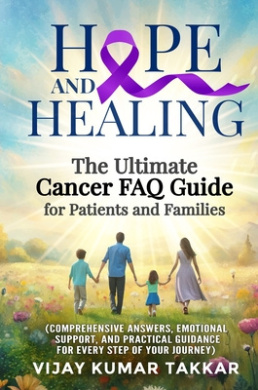 HOPE
AND
HEALING
The Ultimate
Cancer FAQ Guide
for Patients and Families
(COMPREHENSIVE ANSWERS, EMOTIONAL
SUPPORT, AND PRACTICAL GUIDANCE
FOR EVERY STEP OF YOUR JOURNEY)
VIJAY KUMAR TAKKAR